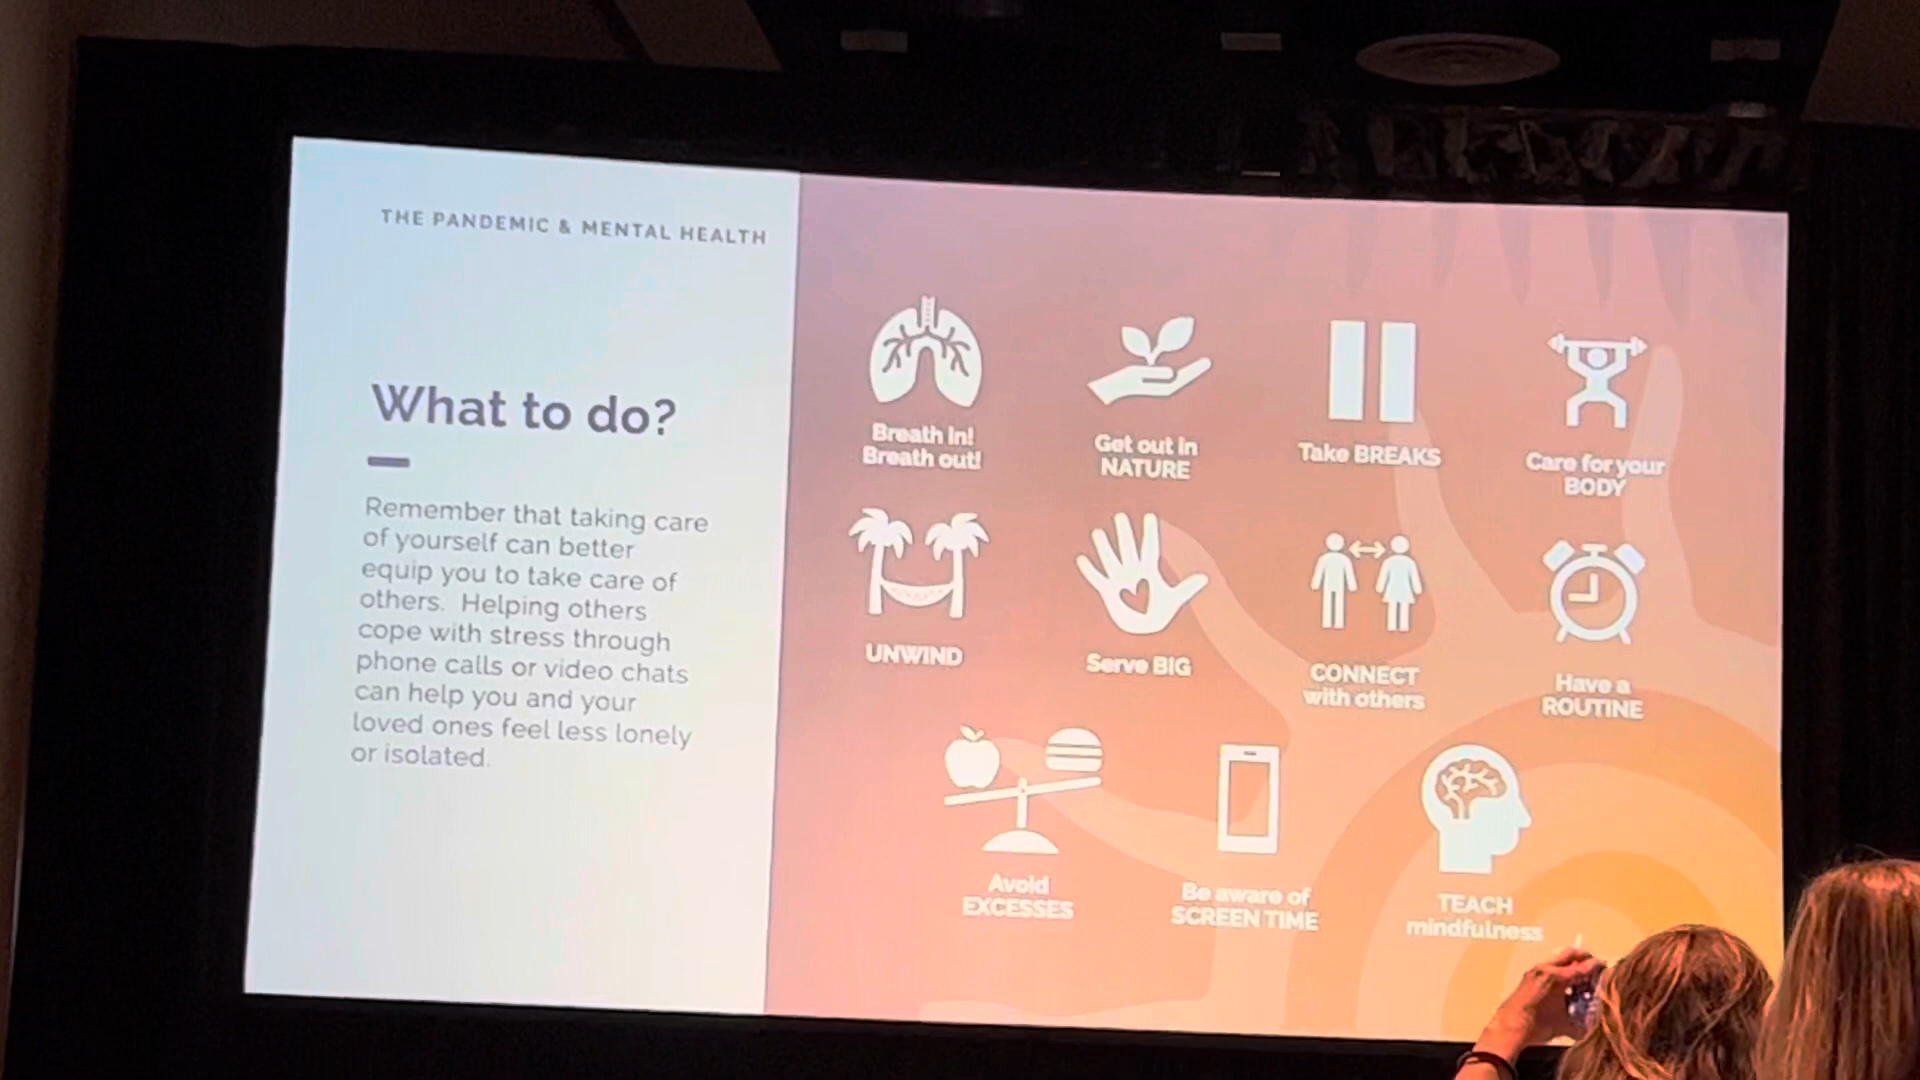 THE PANDEMIC & MENTAL HEALTH
What to do?
Remember that taking care
of yourself can better
equip you to take care of
others. Helping others
cope with stress through
phone calls or video chats
can help you and your
loved ones feel less lonely
or isolated.
Breath in!
Breath out!
Get out in
NATURE
Take BREAKS
Care for your
BODY
UNWIND
Serve BIG
CONNECT
with others
Have a
ROUTINE
Avoid
EXCESSES
Be aware of
SCREEN TIME
TEACH
mindfulness